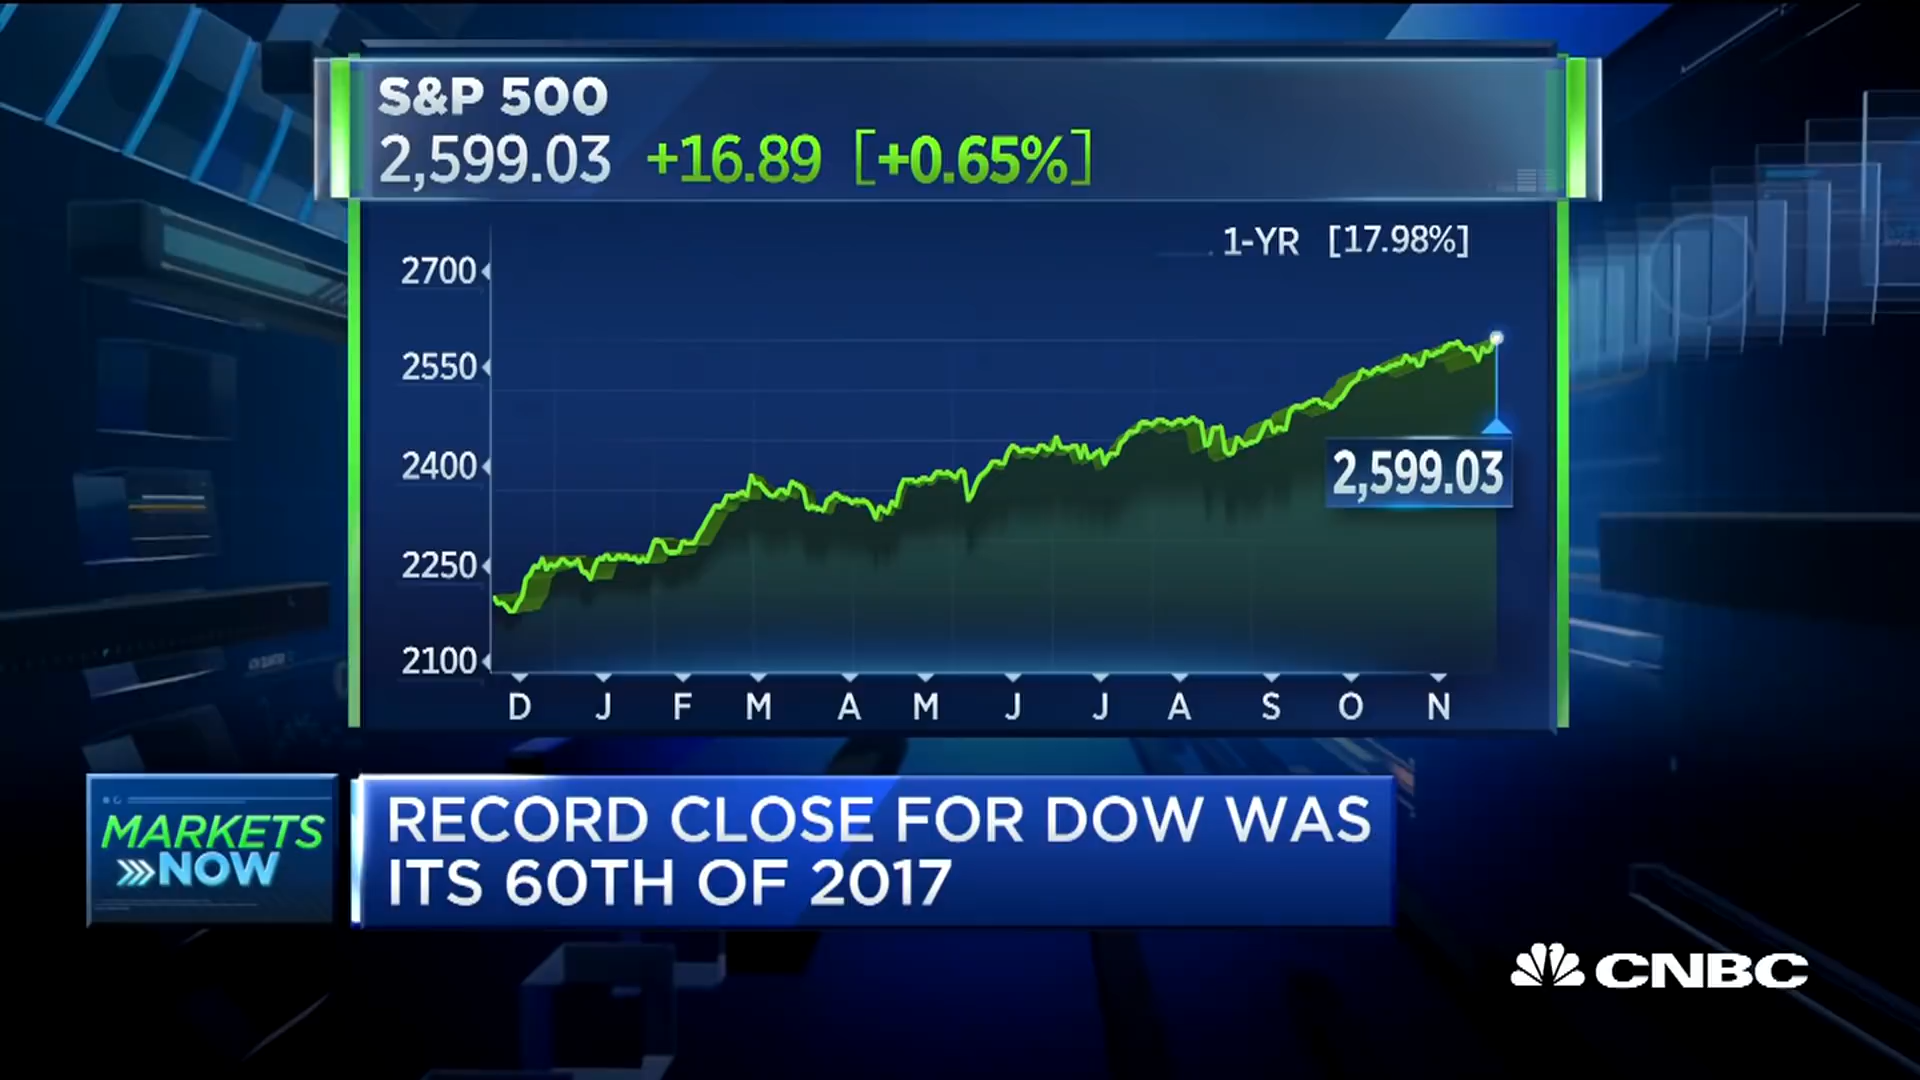 S&P 500
2,599.03 +16.89 [+0.65%]
1-YR [17.98%]
2700
2550
2400
2250
2100
2,599.03
D J F M A M J J A S O N
MARKETS
NOW
RECORD CLOSE FOR DOW WAS
ITS 60TH OF 2017
CNBC